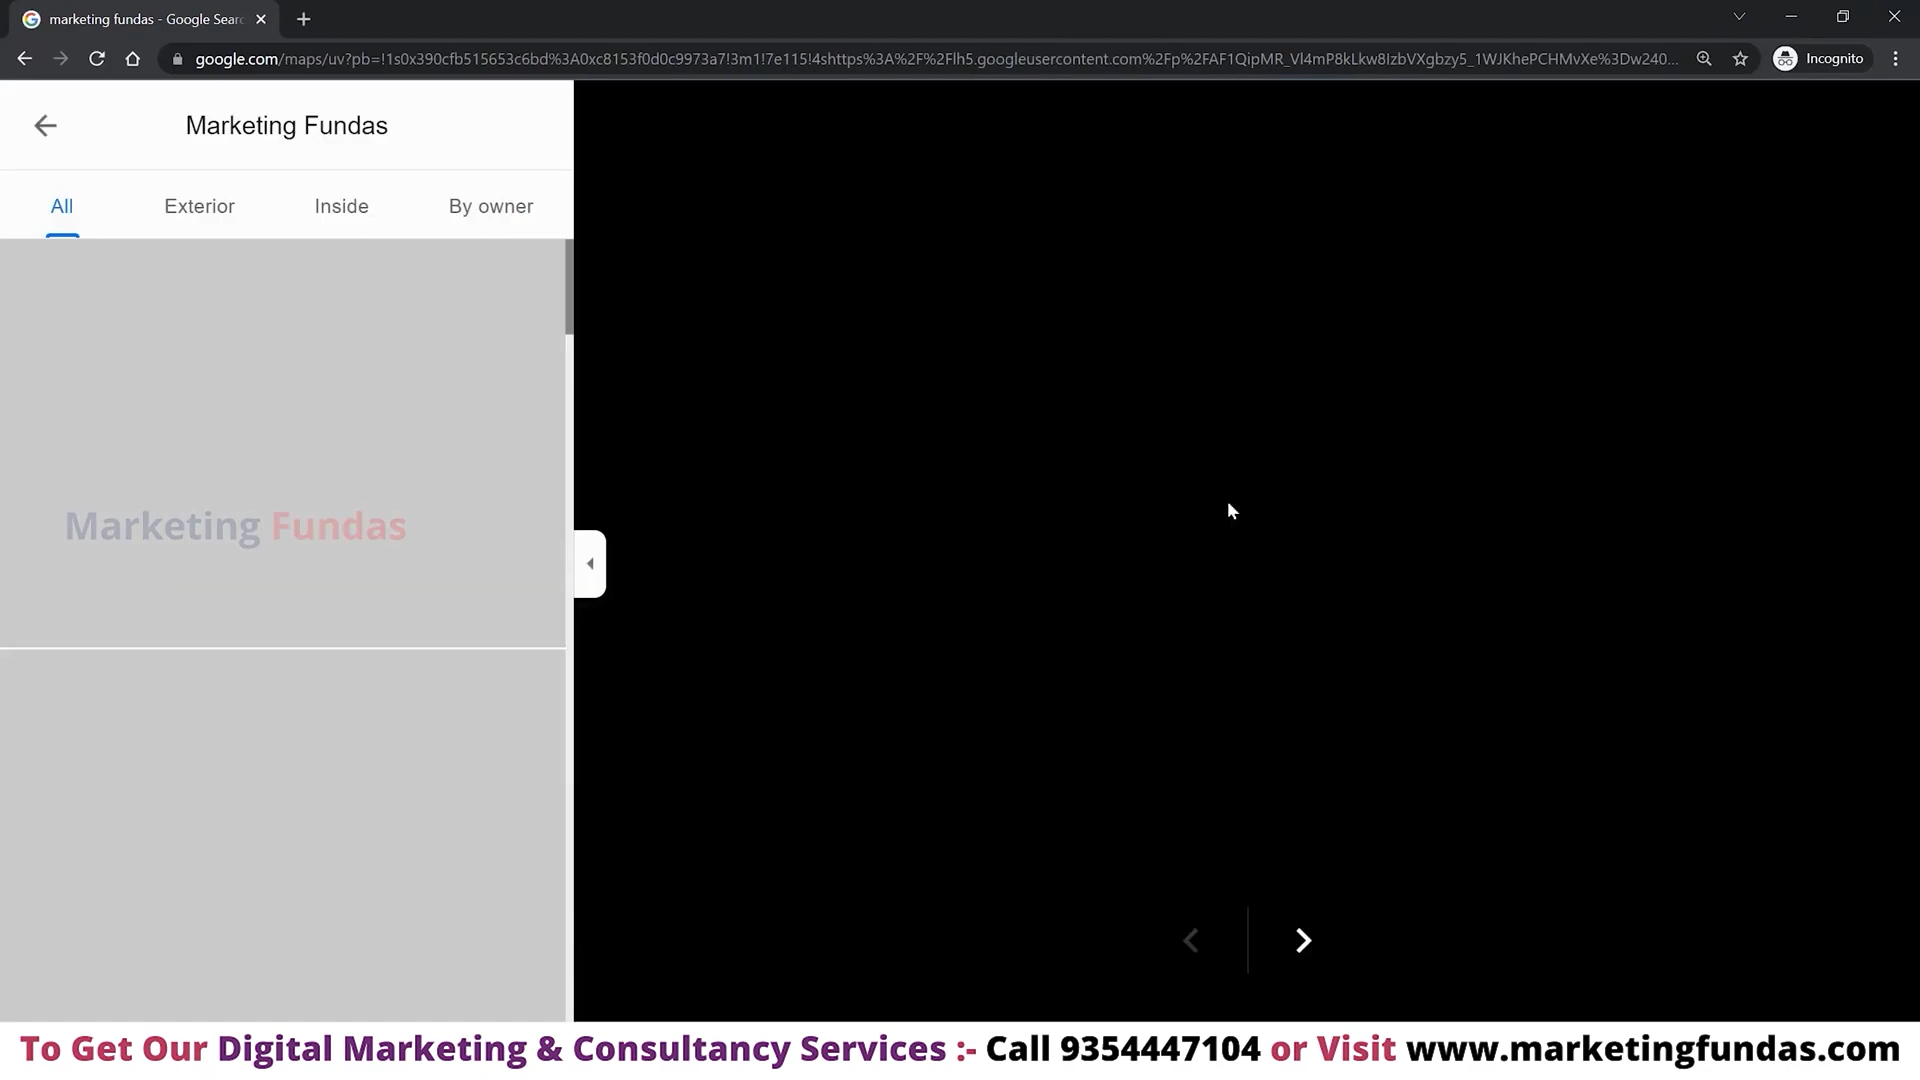 marketing fundas - Google Sear
google.com/maps/uv?pb=!1s0x390cfb515653c6bd%3A0xc8153f0d0c9973a7!3m1!7e115!4shttps%3A%2F%2Flh5.googleusercontent.com%2Fp%2FAF1QipMR_Vl4mP8kLkw8IzbVXgbzy5_1WJKhePCHMvXe%3Dw240...
Incognito
Marketing Fundas
All Exterior Inside By owner
Marketing Fundas
To Get Our Digital Marketing & Consultancy Services :- Call 9354447104 or Visit www.marketingfundas.com